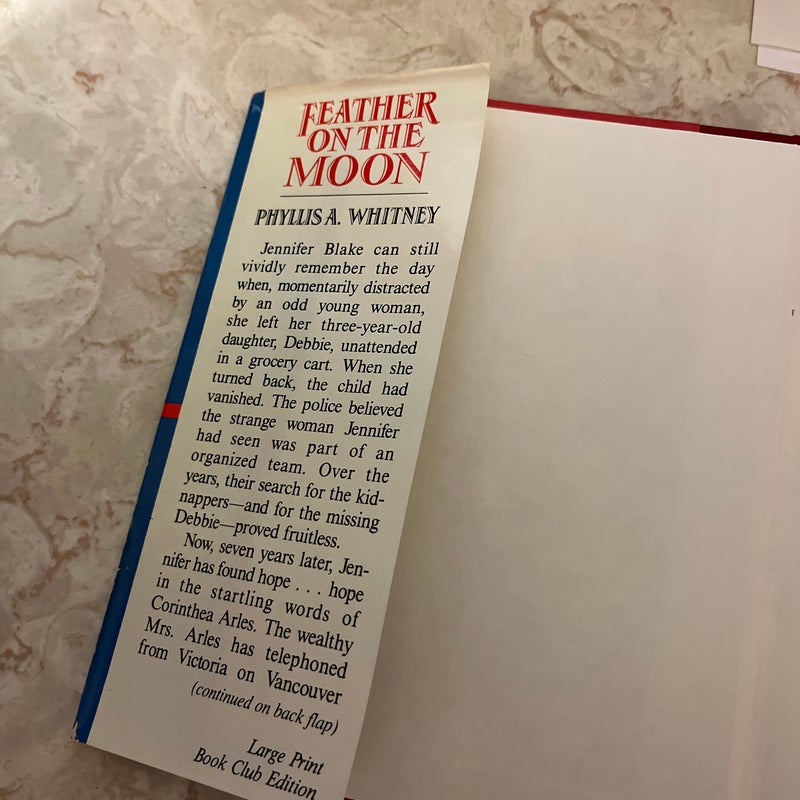 FEATHER
ON THE
MOON
PHYLLIS A. WHITNEY
Jennifer Blake can still
vividly remember the day
when, momentarily distracted
by an odd young woman,
she left her three-year-old
daughter, Debbie, unattended
in a grocery cart. When she
turned back, the child had
vanished. The police believed
the strange woman Jennifer
had seen was part of an
organized team. Over the
years, their search for the kid-
nappers—and for the missing
Debbie—proved fruitless.
Now, seven years later, Jen-
nifer has found hope . . . hope
in the startling words of
Corinthea Arles. The wealthy
Mrs. Arles has telephoned
from Victoria on Vancouver
(continued on back flap)
Large Print
Book Club Edition